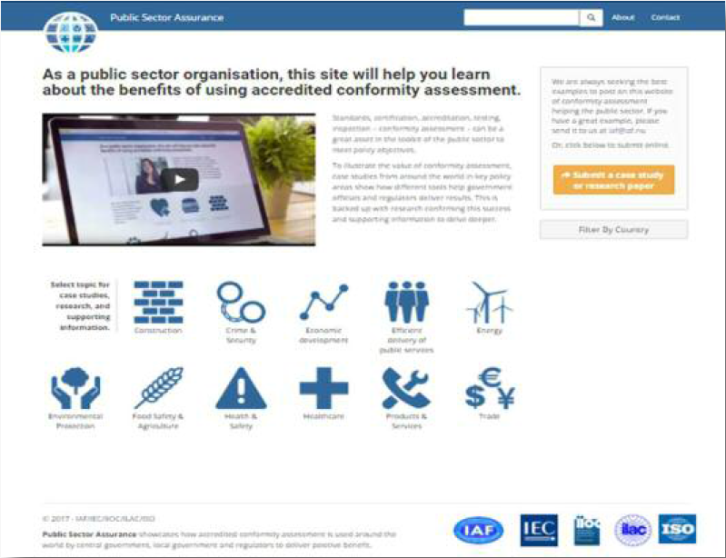 Public Sector Assurance
About
Contact
As a public sector organisation, this site will help you learn
about the benefits of using accredited conformity assessment.
Standards, certification, accreditation, testing,
inspection – conformity assessment – can be a
great asset in the toolkit of the public sector to
meet policy objectives.
To illustrate the value of conformity assessment,
case studies from around the world in key policy
areas show how different tools help government
officials and regulators deliver results. This is
backed up with research confirming this success
and supporting information to delve deeper.
We are always seeking the best
examples to post on this website
of conformity assessment
helping the public sector. If you
have a great example, please
send it to us at iaf@iaf.nu
Or, click below to submit online.
Submit a case study
or research paper
Filter By Country
Select topic for
case studies,
research, and
supporting
information.
Construction
Crime &
Security
Economic
development
Efficient
delivery of
public services
Energy
Environmental
Protection
Food Safety &
Agriculture
Health &
Safety
Healthcare
Products &
Services
Trade
© 2017 - IAF/IEC/IIOC/ILAC/ISO
Public Sector Assurance showcases how accredited conformity assessment is used around the
world by central government, local government and regulators to deliver positive benefits.
IAF
IEC
iioc
ilac
ISO